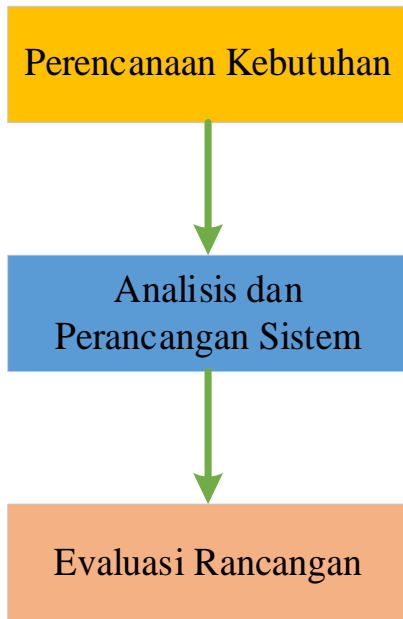 Perencanaan Kebutuhan
Analisis dan
Perancangan Sistem
Evaluasi Rancangan